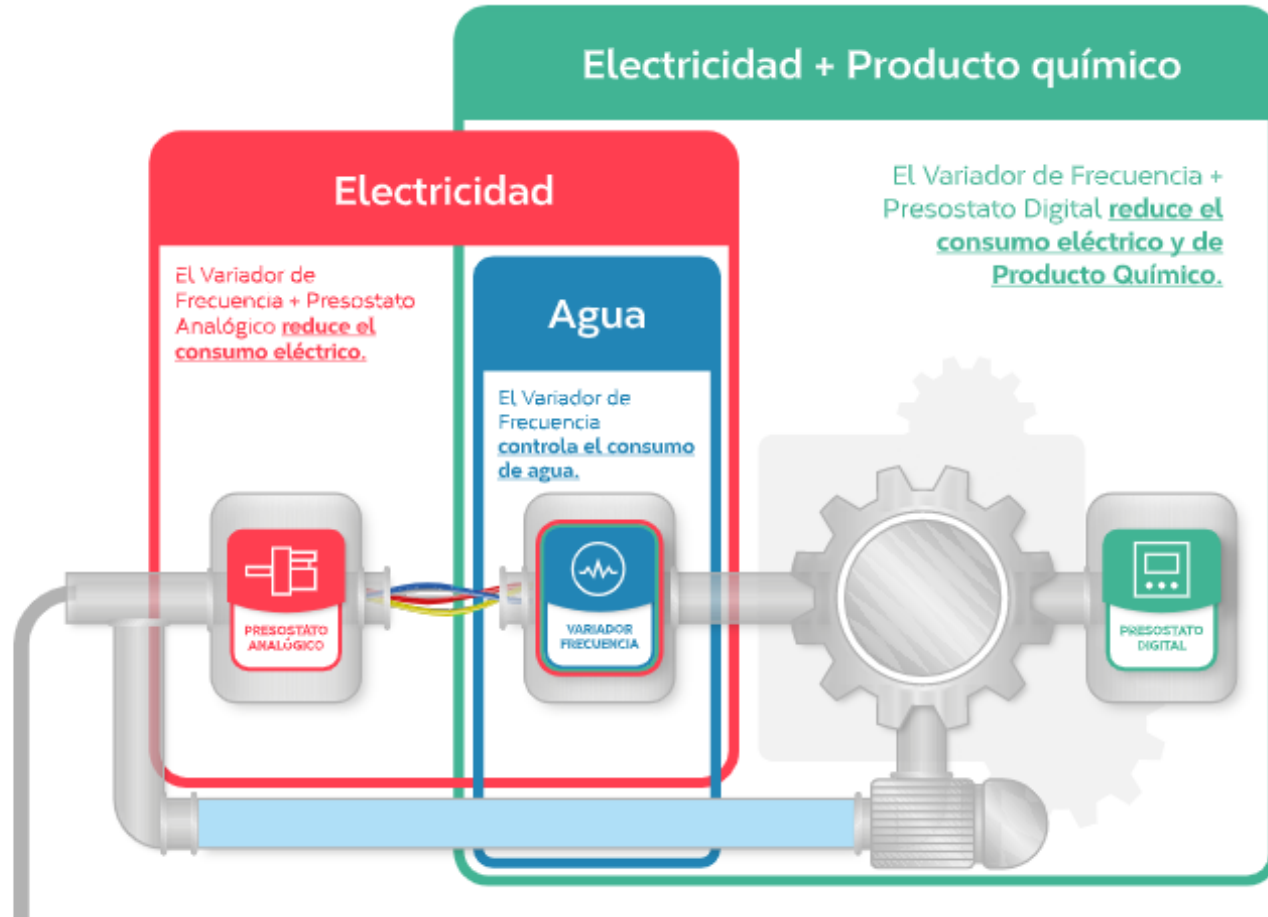 Electricidad + Producto químico
El Variador de Frecuencia +
Presostato Digital reduce el
consumo eléctrico y de
Producto Químico.
Electricidad
El Variador de
Frecuencia + Presostato
Analógico reduce el
consumo eléctrico.
Agua
El Variador de
Frecuencia
controla el consumo
de agua.
PRESOSTATO
ANALÓGICO
VARIADOR
FRECUENCIA
PRESOSTATO
DIGITAL